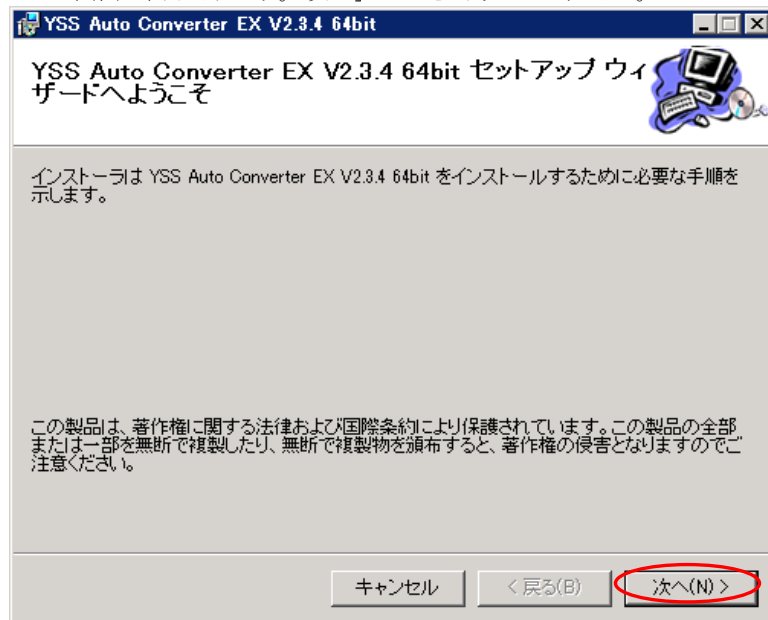 YSS Auto Converter EX V2.3.4 64bit
YSS Auto Converter EX V2.3.4 64bit セットアップ ウィ
ザードへようこそ
インストーラは YSS Auto Converter EX V2.3.4 64bit をインストールするために必要な手順を
示します。
この製品は、著作権に関する法律および国際条約により保護されています。この製品の全部
または一部を無断で複製したり、無断で複製物を頒布すると、著作権の侵害となりますのでご
注意ください。
キャンセル
< 戻る(B)
次へ(N) >